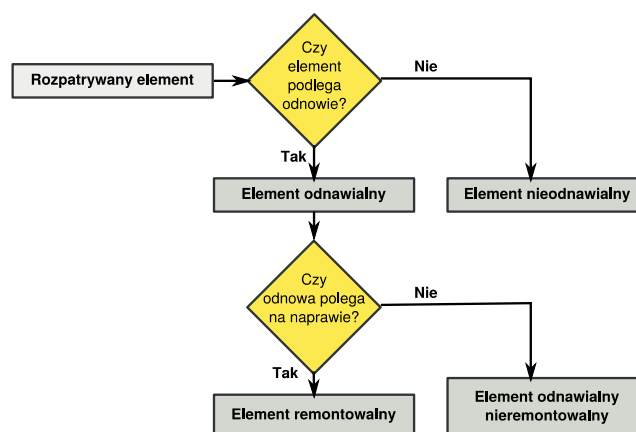 Rozpatrywany element
Czy
element
podlega
odnowie?
Nie
Tak
Element odnawialny
Element nieodnawialny
Czy
odnowa polega
na naprawie?
Nie
Tak
Element remontowalny
Element odnawialny
nieremontowalny